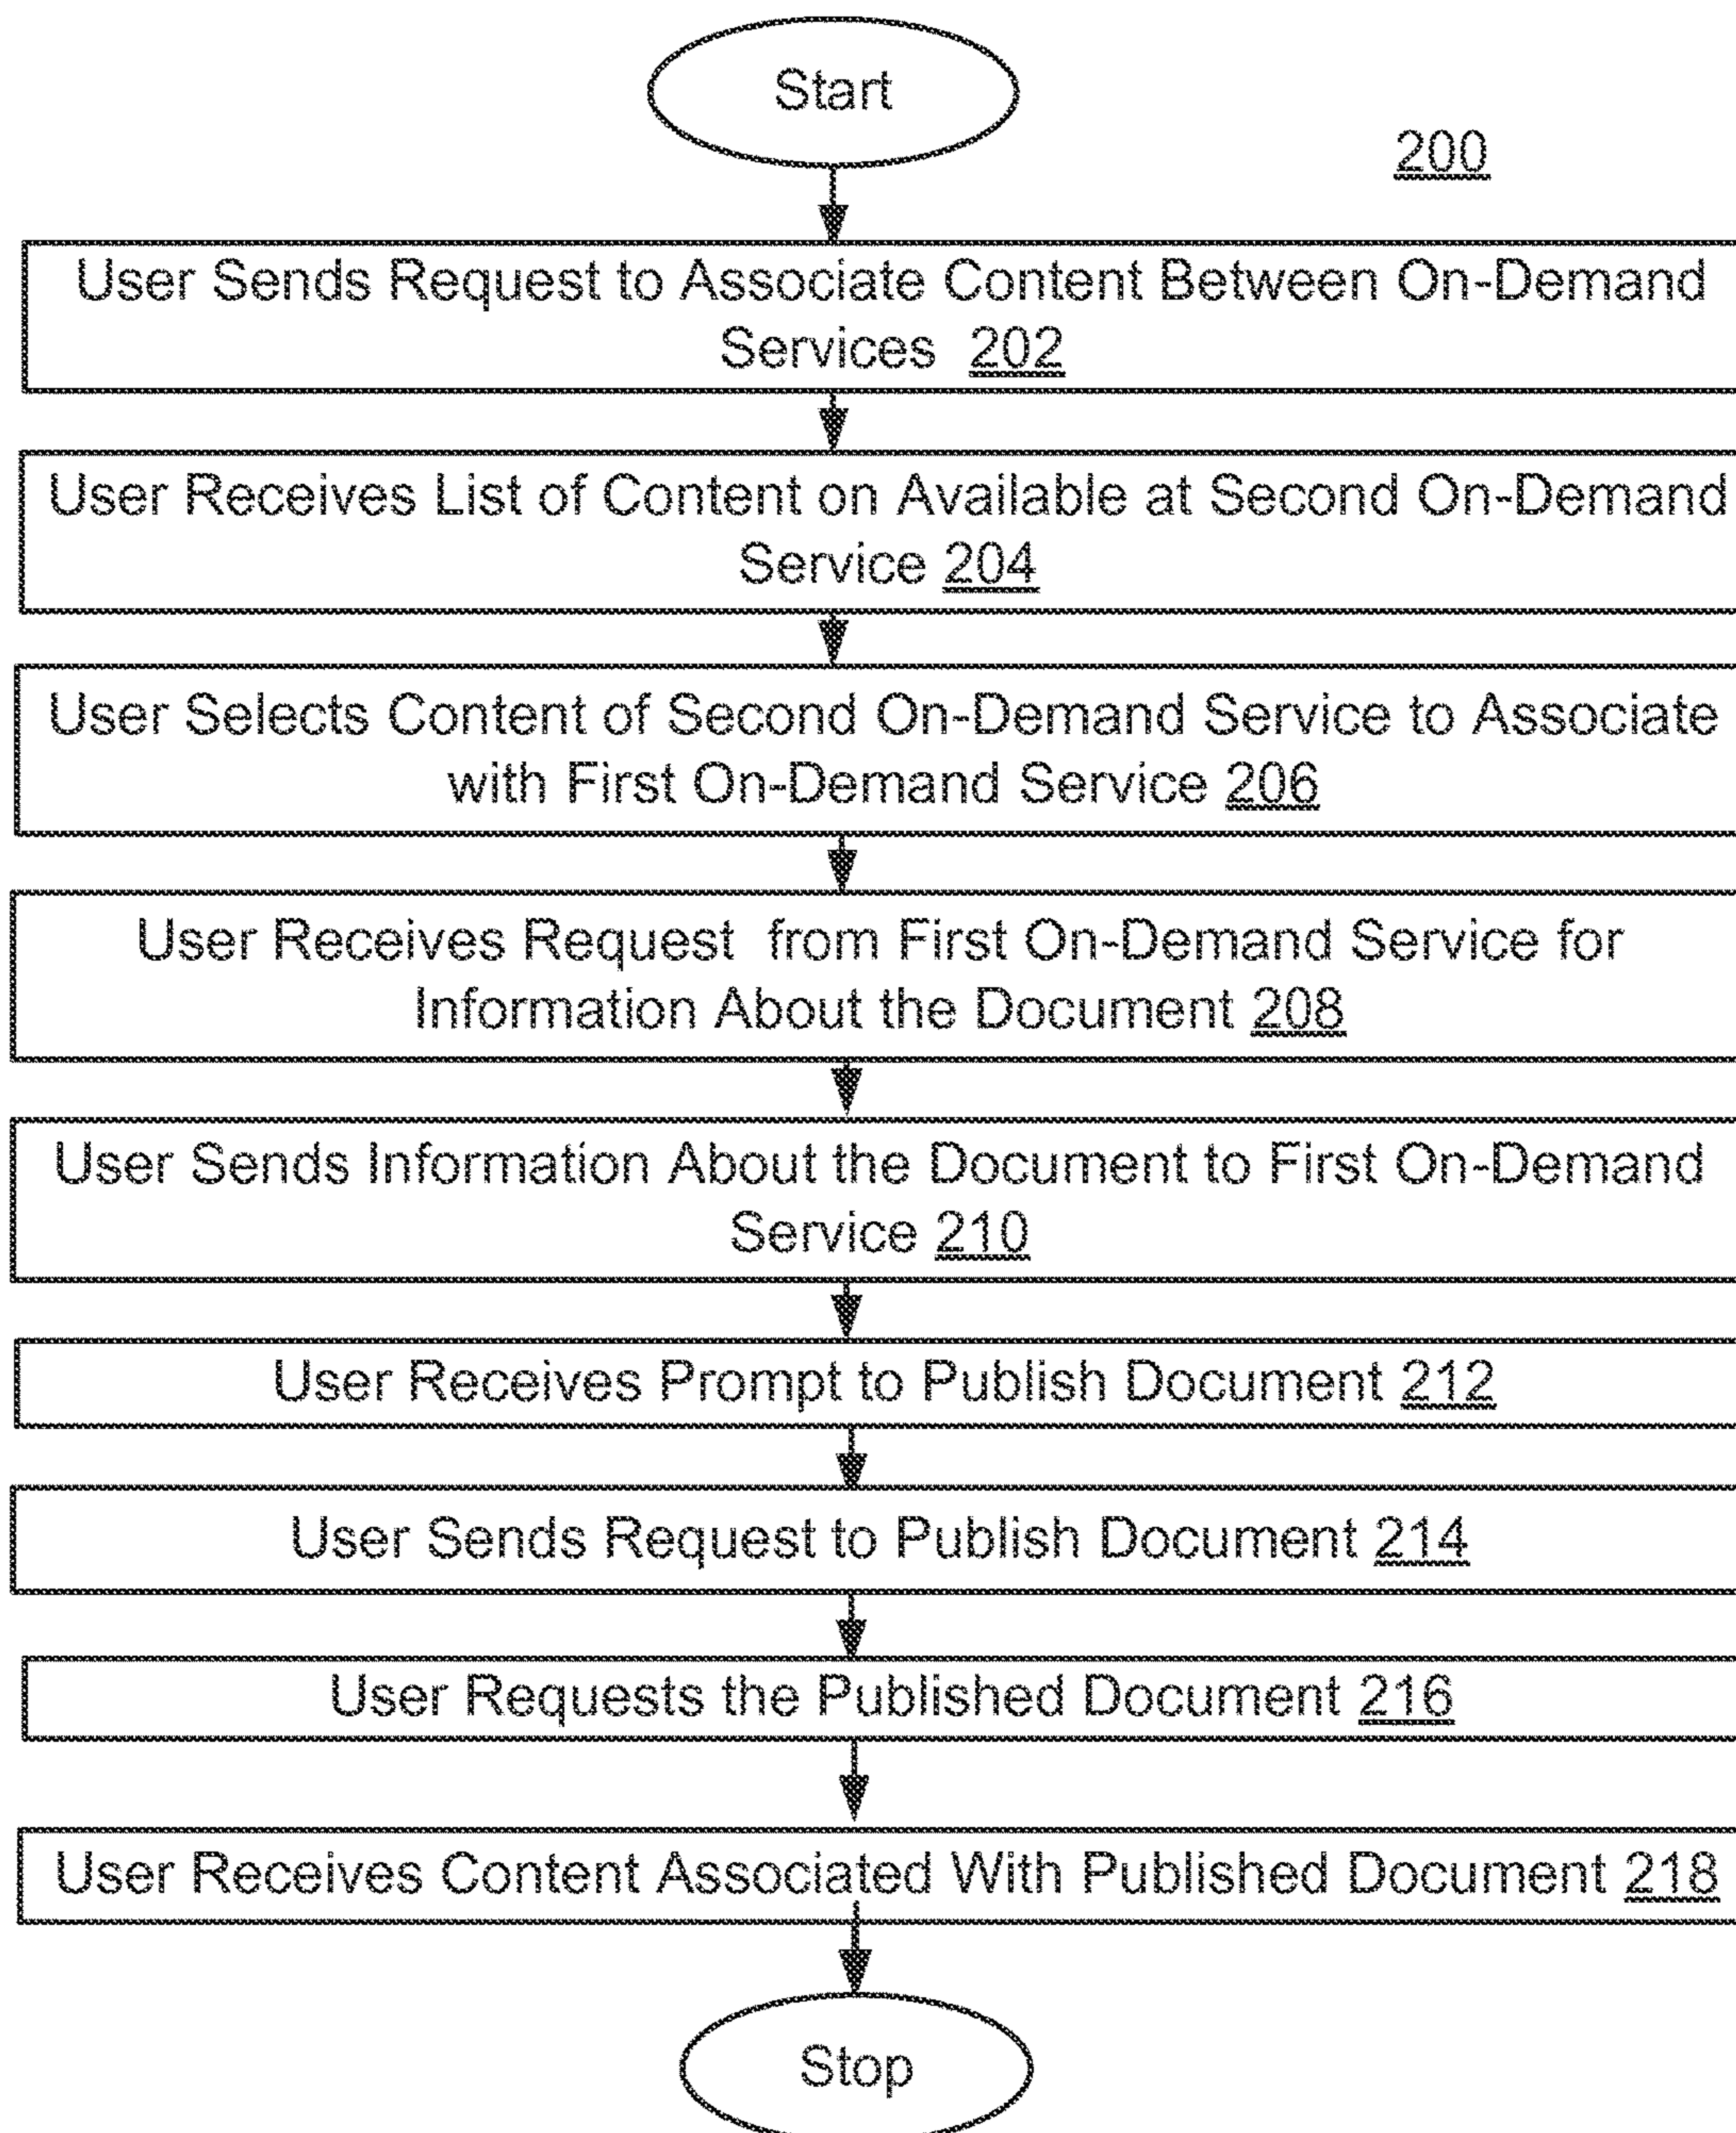 Start
200
User Sends Request to Associate Content Between On-Demand
Services 202
User Receives List of Content on Available at Second On-Demand
Service 204
User Selects Content of Second On-Demand Service to Associate
with First On-Demand Service 206
User Receives Request from First On-Demand Service for
Information About the Document 208
User Sends Information About the Document to First On-Demand
Service 210
User Receives Prompt to Publish Document 212
User Sends Request to Publish Document 214
User Requests the Published Document 216
User Receives Content Associated With Published Document 218
Stop